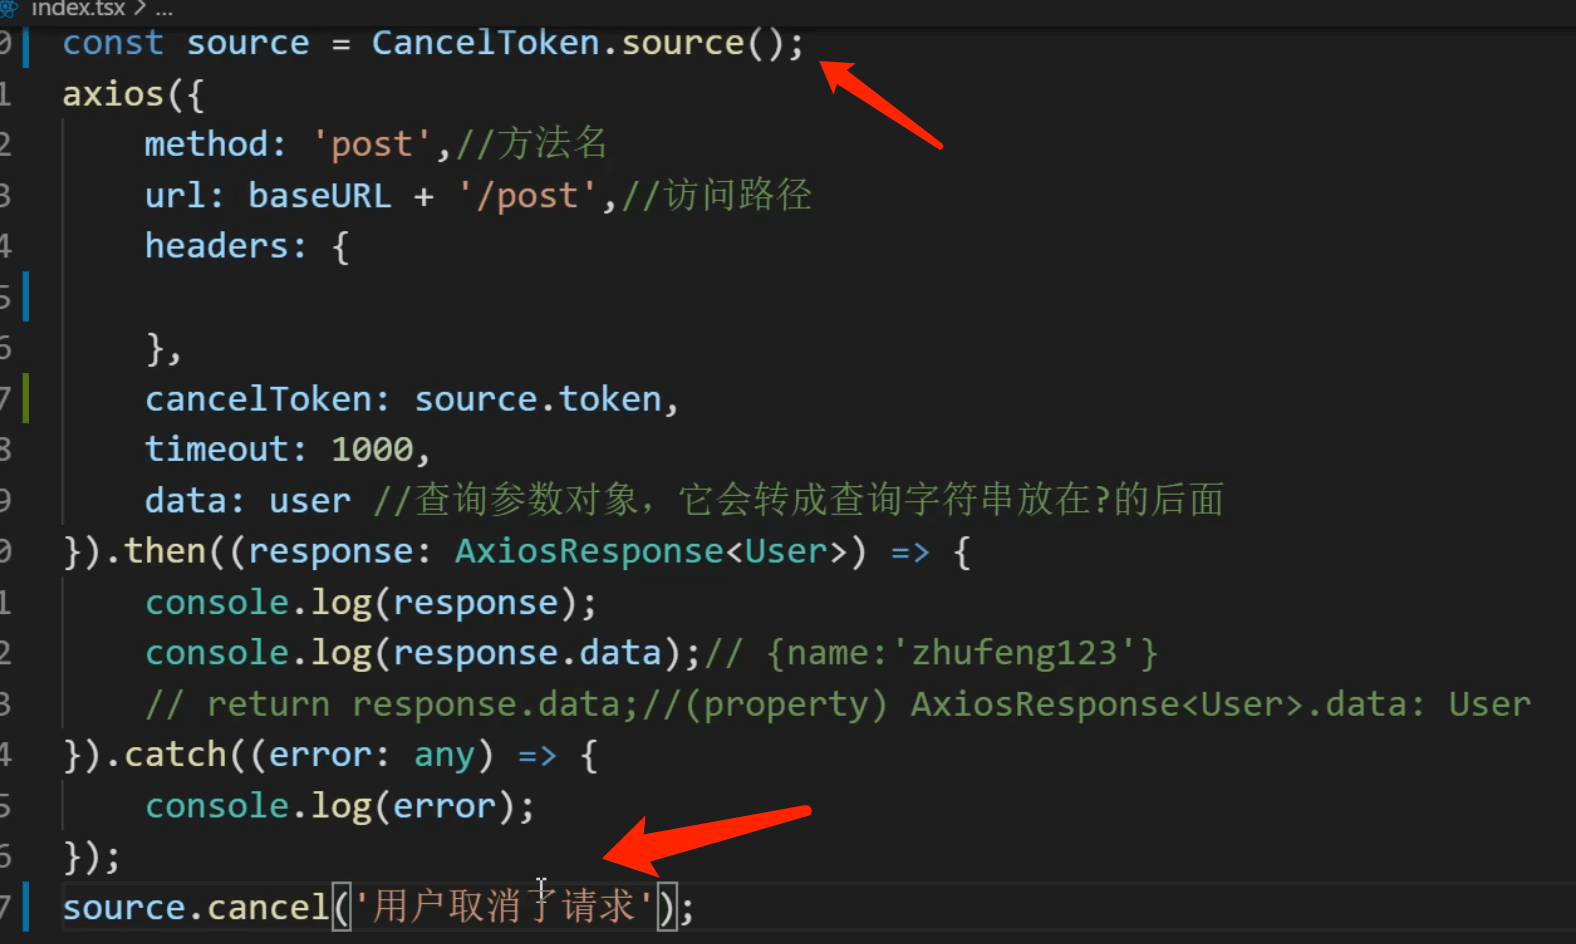 index.tsx > ...
0 const source = CancelToken.source();
1 axios({
2 method: 'post',//方法名
3 url: baseURL + '/post',//访问路径
4 headers: {
5
6 },
7 cancelToken: source.token,
8 timeout: 1000,
9 data: user //查询参数对象，它会转成查询字符串放在?的后面
0 }).then((response: AxiosResponse<User>) => {
1 console.log(response);
2 console.log(response.data);// {name:'zhufeng123'}
3 // return response.data;//(property) AxiosResponse<User>.data: User
4 }).catch((error: any) => {
5 console.log(error);
6 });
7 source.cancel('用户取消了请求');